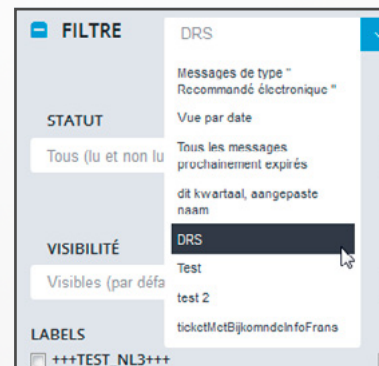 FILTRE
DRS
Messages de type "
Recommandé électronique "
STATUT
Vue par date
Tous (lu et non lu
Tous les messages
prochainement expirés
dit kwartaal, aangepaste
naam
VISIBILITÉ
DRS
Visibles (par défa
Test
test 2
LABELS
ticketMetBijkomndeInfoFrans
+++TEST_NL3+++